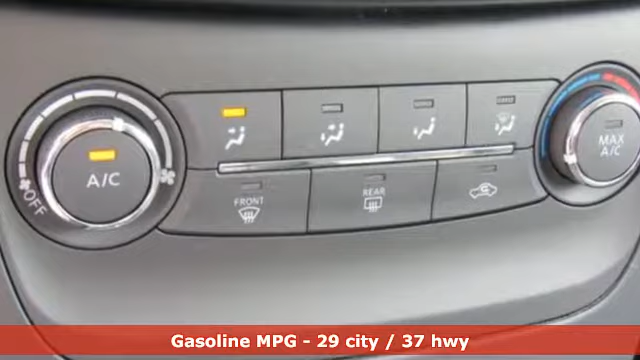 A/C
OFF
FRONT
REAR
MAX
A/C
Gasoline MPG - 29 city / 37 hwy